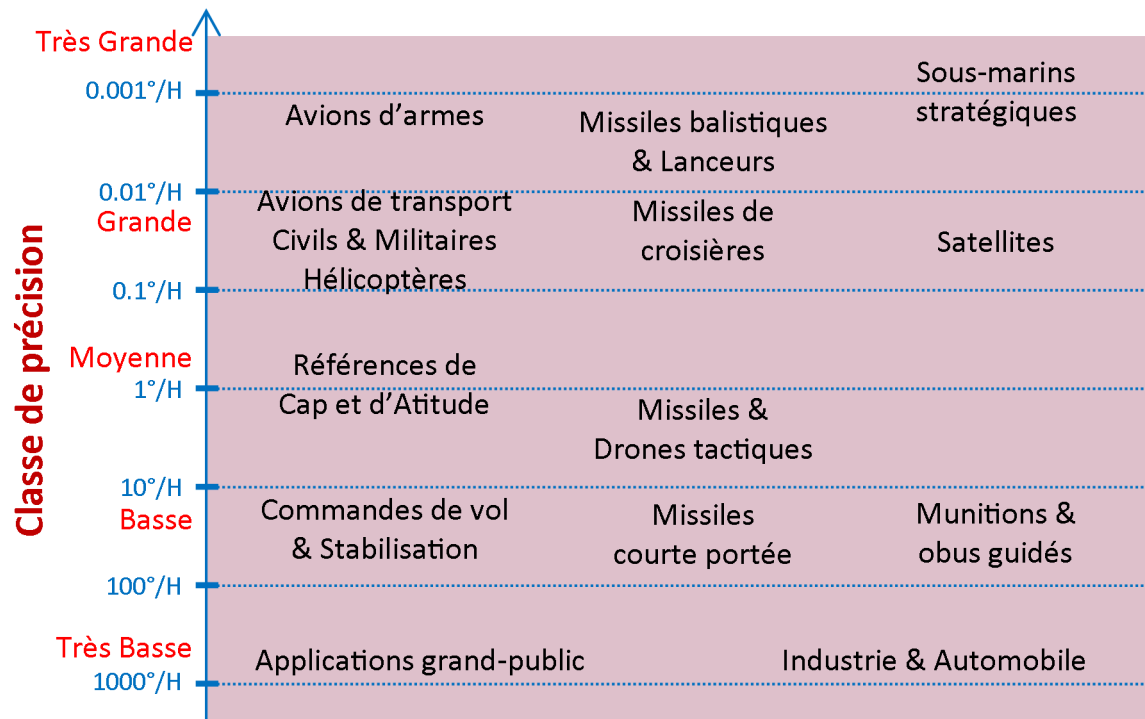 Classe de précision
Très Grande
0.001°/H
0.01°/H
Grande
0.1°/H
Moyenne
1°/H
10°/H
Basse
100°/H
Très Basse
1000°/H
Avions d'armes
Missiles balistiques
& Lanceurs
Sous-marins
stratégiques
Avions de transport
Civils & Militaires
Hélicoptères
Missiles de
croisières
Satellites
Références de
Cap et d'Atitude
Missiles &
Drones tactiques
Commandes de vol
& Stabilisation
Missiles
courte portée
Munitions &
obus guidés
Applications grand-public
Industrie & Automobile